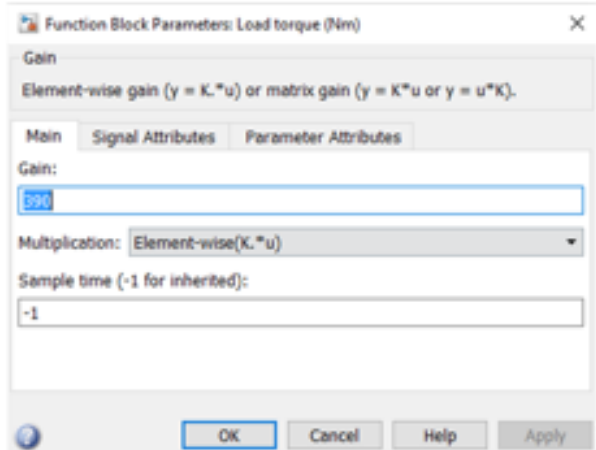 Function Block Parameters: Load torque (Nm)
Gain
Element-wise gain (y = K.*u) or matrix gain (y = K*u or y = u*K).
Main Signal Attributes Parameter Attributes
Gain:
390
Multiplication: Element-wise(K.*u)
Sample time (-1 for inherited):
-1
OK Cancel Help Apply